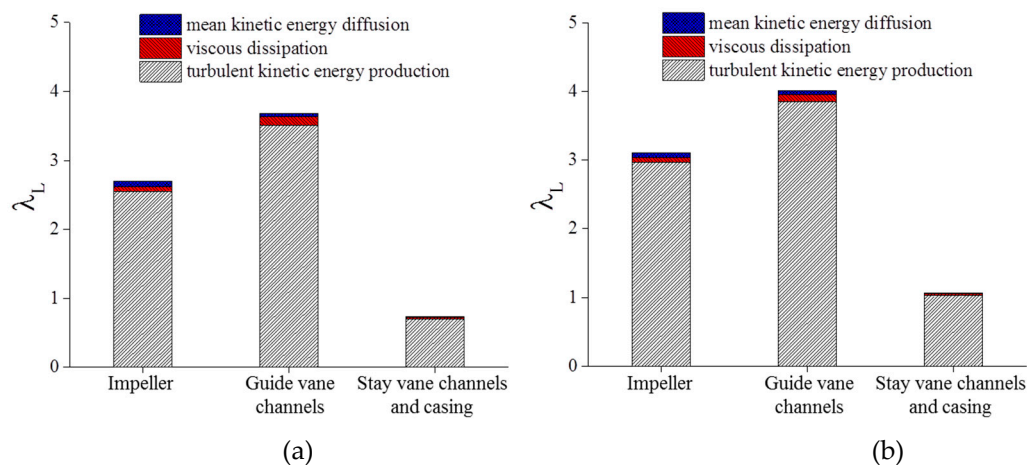 5
mean kinetic energy diffusion
viscous dissipation
4
turbulent kinetic energy production
3
λL
2
1
0
Impeller
Guide vane channels
Stay vane channels and casing
(a)
5
mean kinetic energy diffusion
viscous dissipation
turbulent kinetic energy production
4
3
λL
2
1
0
Impeller
Guide vane channels
Stay vane channels and casing
(b)